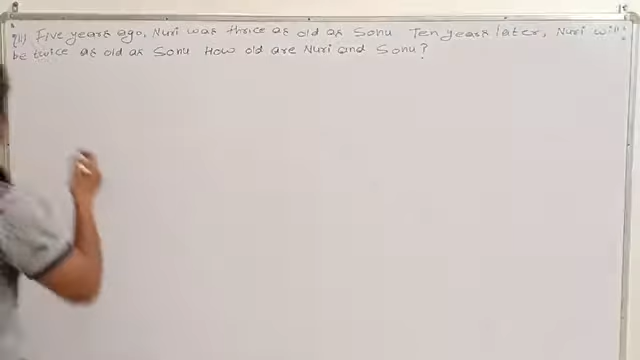 (ii) Five years ago, Nuri was thrice as old as Sonu Ten years later, Nuri will
be twice as old as Sonu How old are Nuri and Sonu?